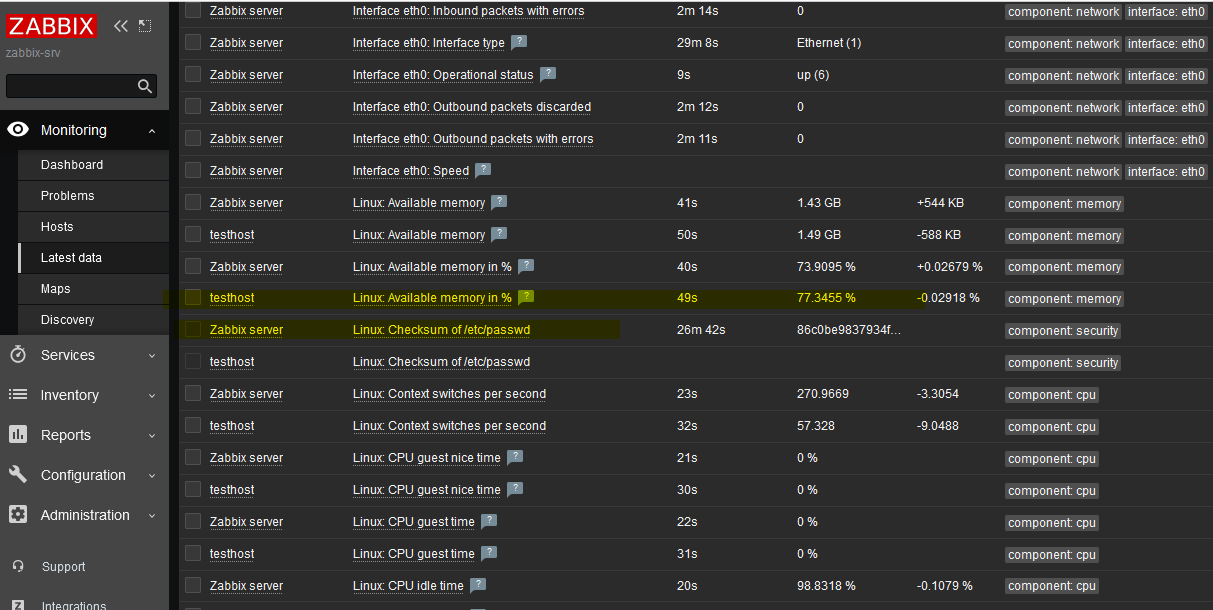 ZABBIX
zabbix-srv
Monitoring
Dashboard
Problems
Hosts
Latest data
Maps
Discovery
Services
Inventory
Reports
Configuration
Administration
Support
Integrations
Zabbix server Interface eth0: Inbound packets with errors 2m 14s 0 component: network interface: eth0
Zabbix server Interface eth0: Interface type ? 29m 8s Ethernet (1) component: network interface: eth0
Zabbix server Interface eth0: Operational status ? 9s up (6) component: network interface: eth0
Zabbix server Interface eth0: Outbound packets discarded 2m 12s 0 component: network interface: eth0
Zabbix server Interface eth0: Outbound packets with errors 2m 11s 0 component: network interface: eth0
Zabbix server Interface eth0: Speed ? component: network interface: eth0
Zabbix server Linux: Available memory ? 41s 1.43 GB +544 KB component: memory
testhost Linux: Available memory ? 50s 1.49 GB -588 KB component: memory
Zabbix server Linux: Available memory in % ? 40s 73.9095 % +0.02679 % component: memory
testhost Linux: Available memory in % ? 49s 77.3455 % -0.02918 % component: memory
Zabbix server Linux: Checksum of /etc/passwd 26m 42s 86c0be9837934f... component: security
testhost Linux: Checksum of /etc/passwd component: security
Zabbix server Linux: Context switches per second 23s 270.9669 -3.3054 component: cpu
testhost Linux: Context switches per second 32s 57.328 -9.0488 component: cpu
Zabbix server Linux: CPU guest nice time ? 21s 0 % component: cpu
testhost Linux: CPU guest nice time ? 30s 0 % component: cpu
Zabbix server Linux: CPU guest time ? 22s 0 % component: cpu
testhost Linux: CPU guest time ? 31s 0 % component: cpu
Zabbix server Linux: CPU idle time ? 20s 98.8318 % -0.1079 % component: cpu